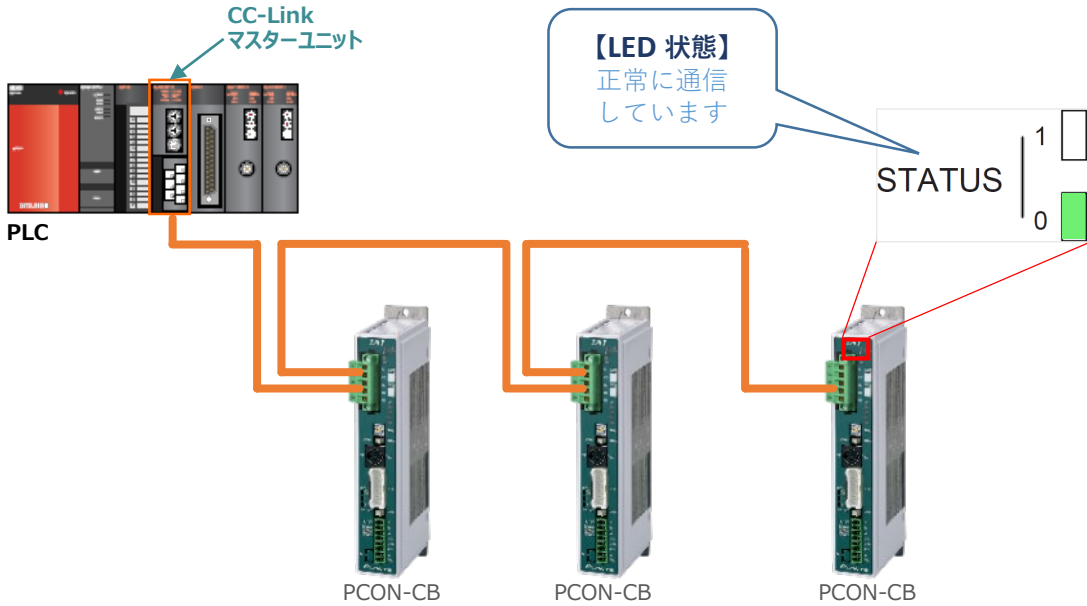 CC-Link
マスターユニット
【LED 状態】
正常に通信
しています
STATUS
1
0
PLC
PCON-CB
PCON-CB
PCON-CB